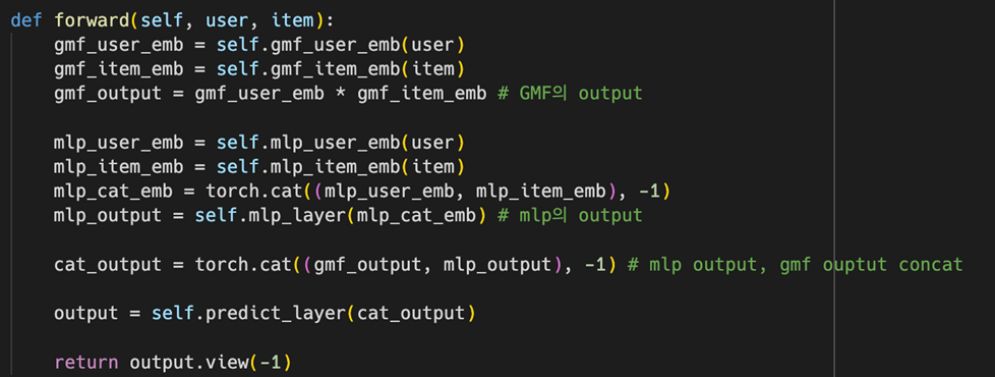 def forward(self, user, item):
gmf_user_emb = self.gmf_user_emb(user)
gmf_item_emb = self.gmf_item_emb(item)
gmf_output = gmf_user_emb * gmf_item_emb # GMF의 output
mlp_user_emb = self.mlp_user_emb(user)
mlp_item_emb = self.mlp_item_emb(item)
mlp_cat_emb = torch.cat((mlp_user_emb, mlp_item_emb), -1)
mlp_output = self.mlp_layer(mlp_cat_emb) # mlp의 output
cat_output = torch.cat((gmf_output, mlp_output), -1) # mlp output, gmf ouptut concat
output = self.predict_layer(cat_output)
return output.view(-1)